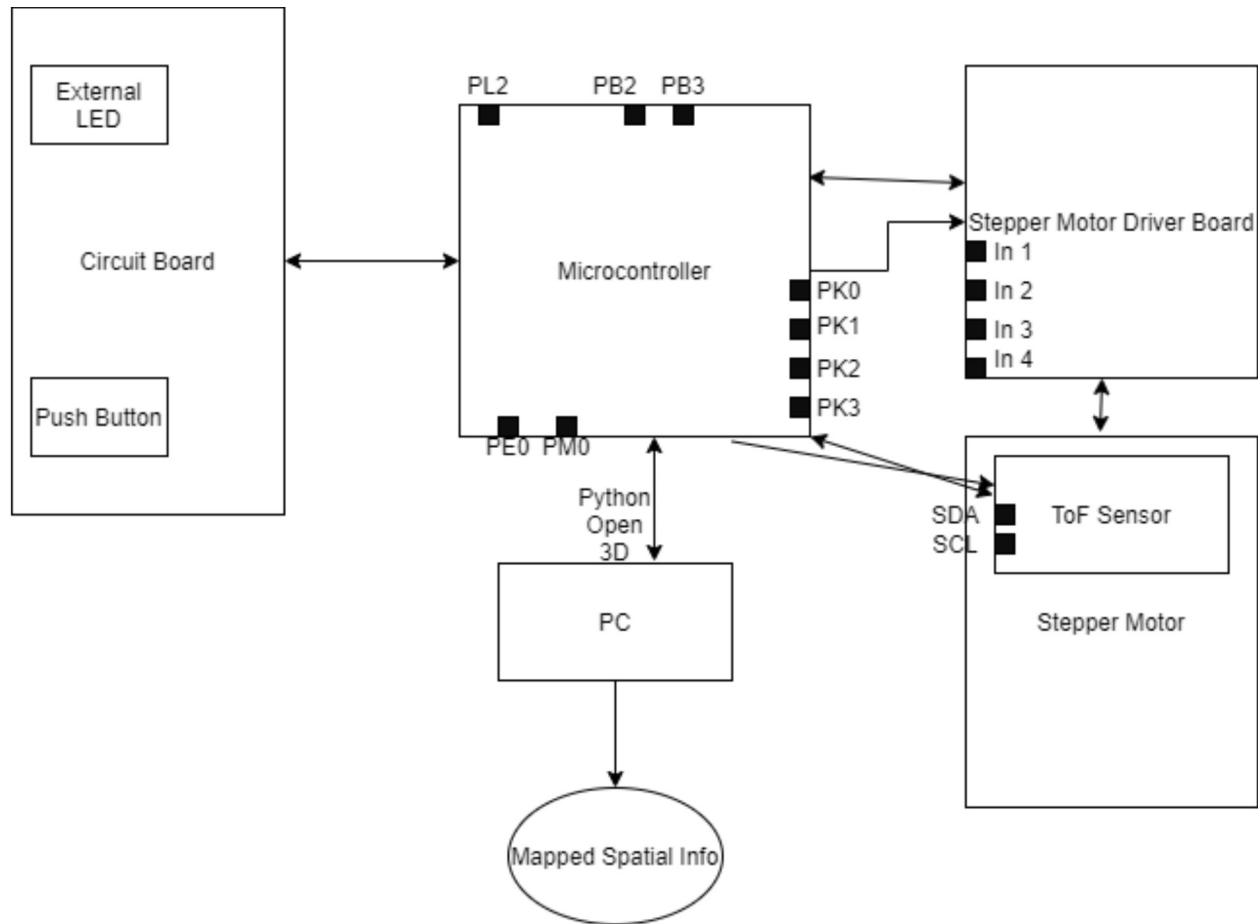 External
LED
Circuit Board
Push Button
PL2
PB2
PB3
Microcontroller
PK0
PK1
PK2
PK3
PE0
PM0
Stepper Motor Driver Board
In 1
In 2
In 3
In 4
SDA
SCL
ToF Sensor
Stepper Motor
Python
Open
3D
PC
Mapped Spatial Info